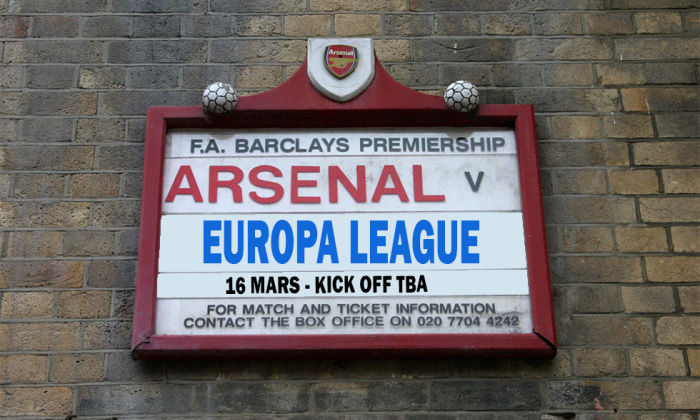 Arsenal
F.A. BARCLAYS PREMIERSHIP
ARSENAL V
EUROPA LEAGUE
16 MARS - KICK OFF TBA
FOR MATCH AND TICKET INFORMATION
CONTACT THE BOX OFFICE ON 020 7704 4242